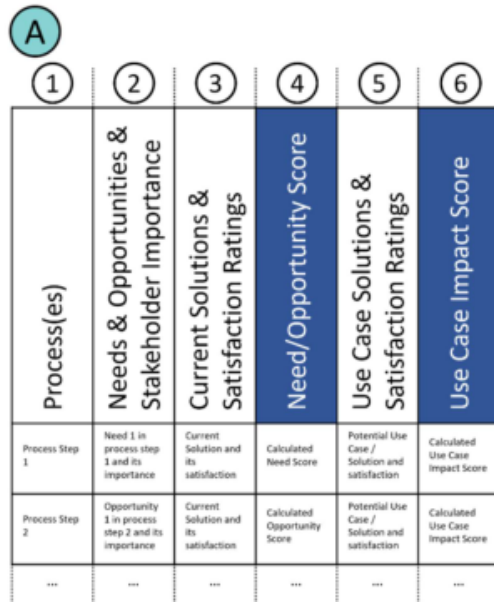 A
1
2
3
4
5
6
Process(es)
Needs & Opportunities &
Stakeholder Importance
Current Solutions &
Satisfaction Ratings
Need/Opportunity Score
Use Case Solutions &
Satisfaction Ratings
Use Case Impact Score
Process Step
1
Need 1 in
process step
1 and its
importance
Current
Solution and
its
satisfaction
Calculated
Need Score
Potential Use
Case /
Solution and
satisfaction
Calculated
Use Case
Impact Score
Process Step
2
Opportunity
1 in process
step 2 and its
importance
Current
Solution and
its
satisfaction
Calculated
Opportunity
Score
Potential Use
Case /
Solution and
satisfaction
Calculated
Use Case
Impact Score
...
...
...
...
...
...